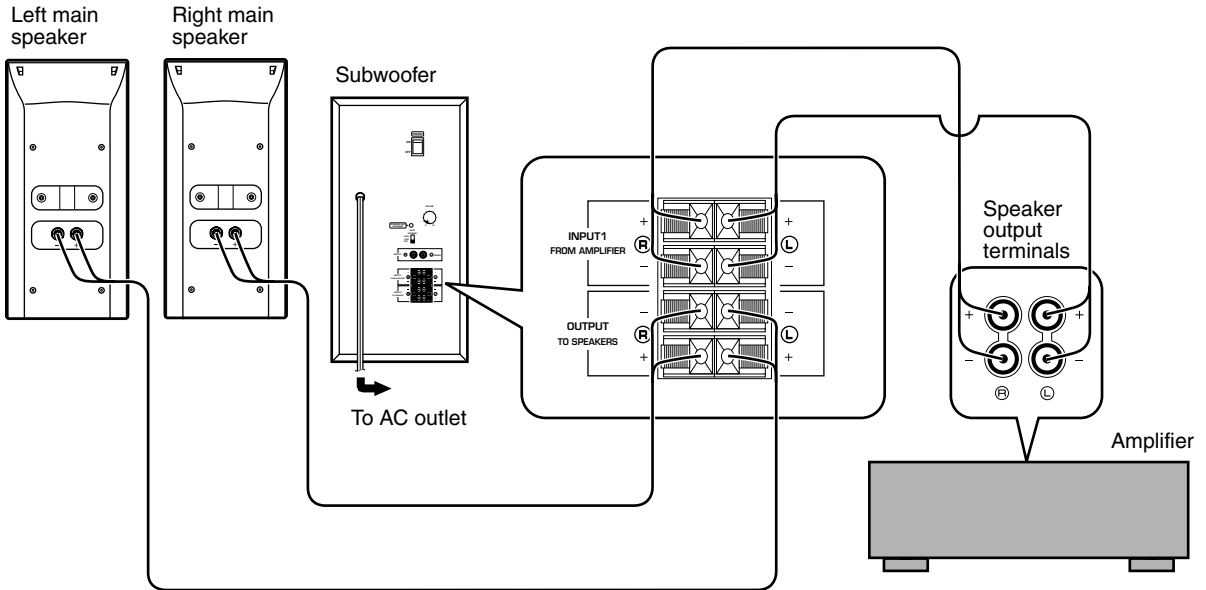 Left main
speaker
Right main
speaker
Subwoofer
To AC outlet
+ +
INPUT1
FROM AMPLIFIER
R L
– –
– –
OUTPUT
TO SPEAKERS
R L
+ +
Speaker
output
terminals
+ +
– –
R L
Amplifier